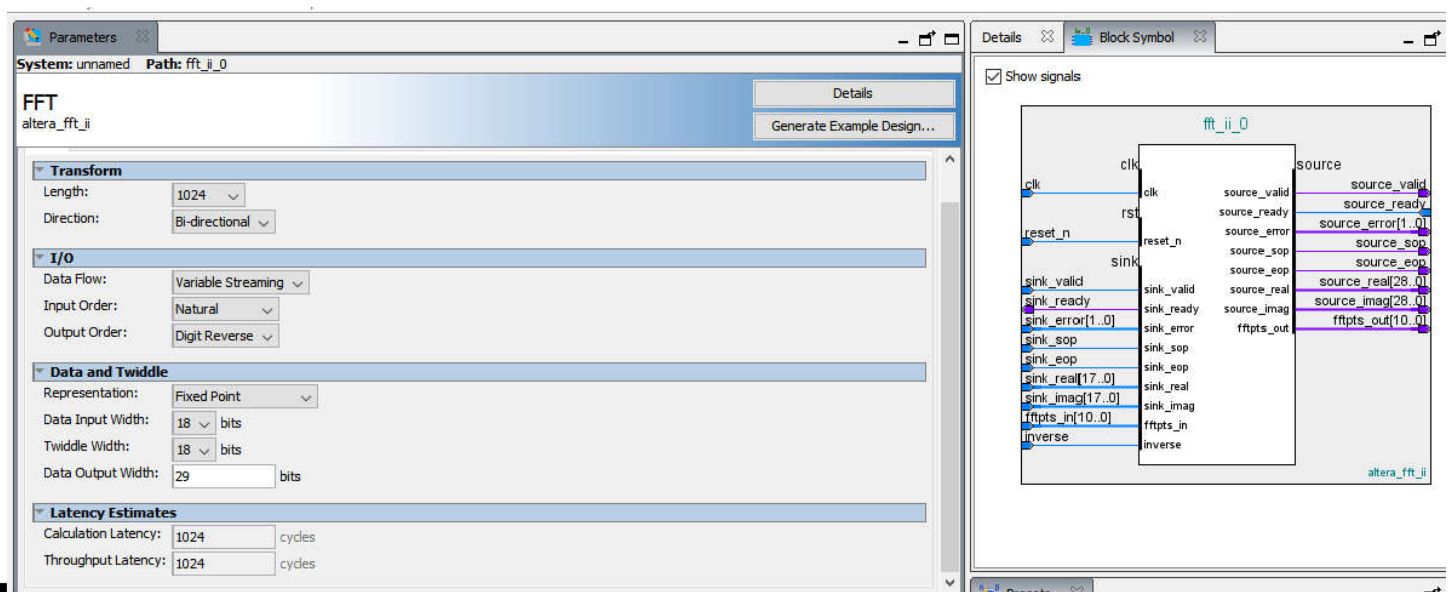 Parameters
System: unnamed Path: fft_ii_0
FFT
altera_fft_ii
Details
Generate Example Design...
Transform
Length: 1024
Direction: Bi-directional
I/O
Data Flow: Variable Streaming
Input Order: Natural
Output Order: Digit Reverse
Data and Twiddle
Representation: Fixed Point
Data Input Width: 18 bits
Twiddle Width: 18 bits
Data Output Width: 29 bits
Latency Estimates
Calculation Latency: 1024 cycles
Throughput Latency: 1024 cycles
Details Block Symbol
Show signals
fft_ii_0
clk source
clk clk source_valid source_valid
rst source_ready source_ready
reset_n reset_n source_error source_error[1..0]
sink source_sop source_sop
source_eop source_eop
sink_valid sink_valid source_real source_real[28..0]
sink_ready sink_ready source_imag source_imag[28..0]
sink_error[1..0] sink_error fftpts_out fftpts_out[10..0]
sink_sop sink_sop
sink_eop sink_eop
sink_real[17..0] sink_real
sink_imag[17..0] sink_imag
fftpts_in[10..0] fftpts_in
inverse inverse
altera_fft_ii